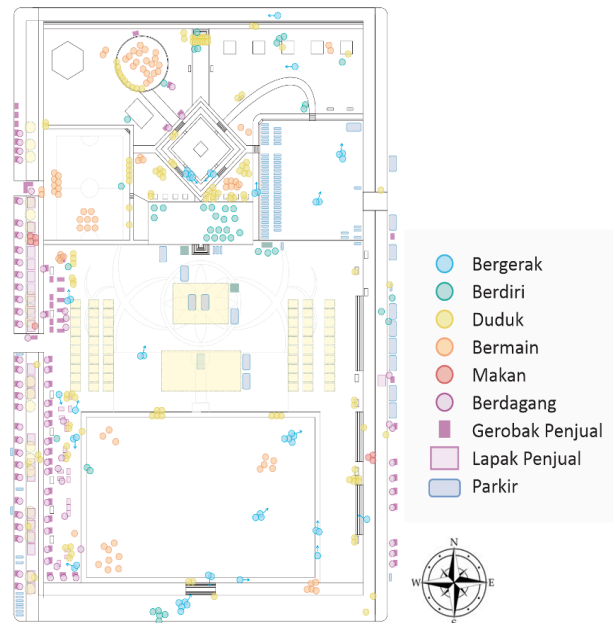 Bergerak
Berdiri
Duduk
Bermain
Makan
Berdagang
Gerobak Penjual
Lapak Penjual
Parkir
N
W
E
S